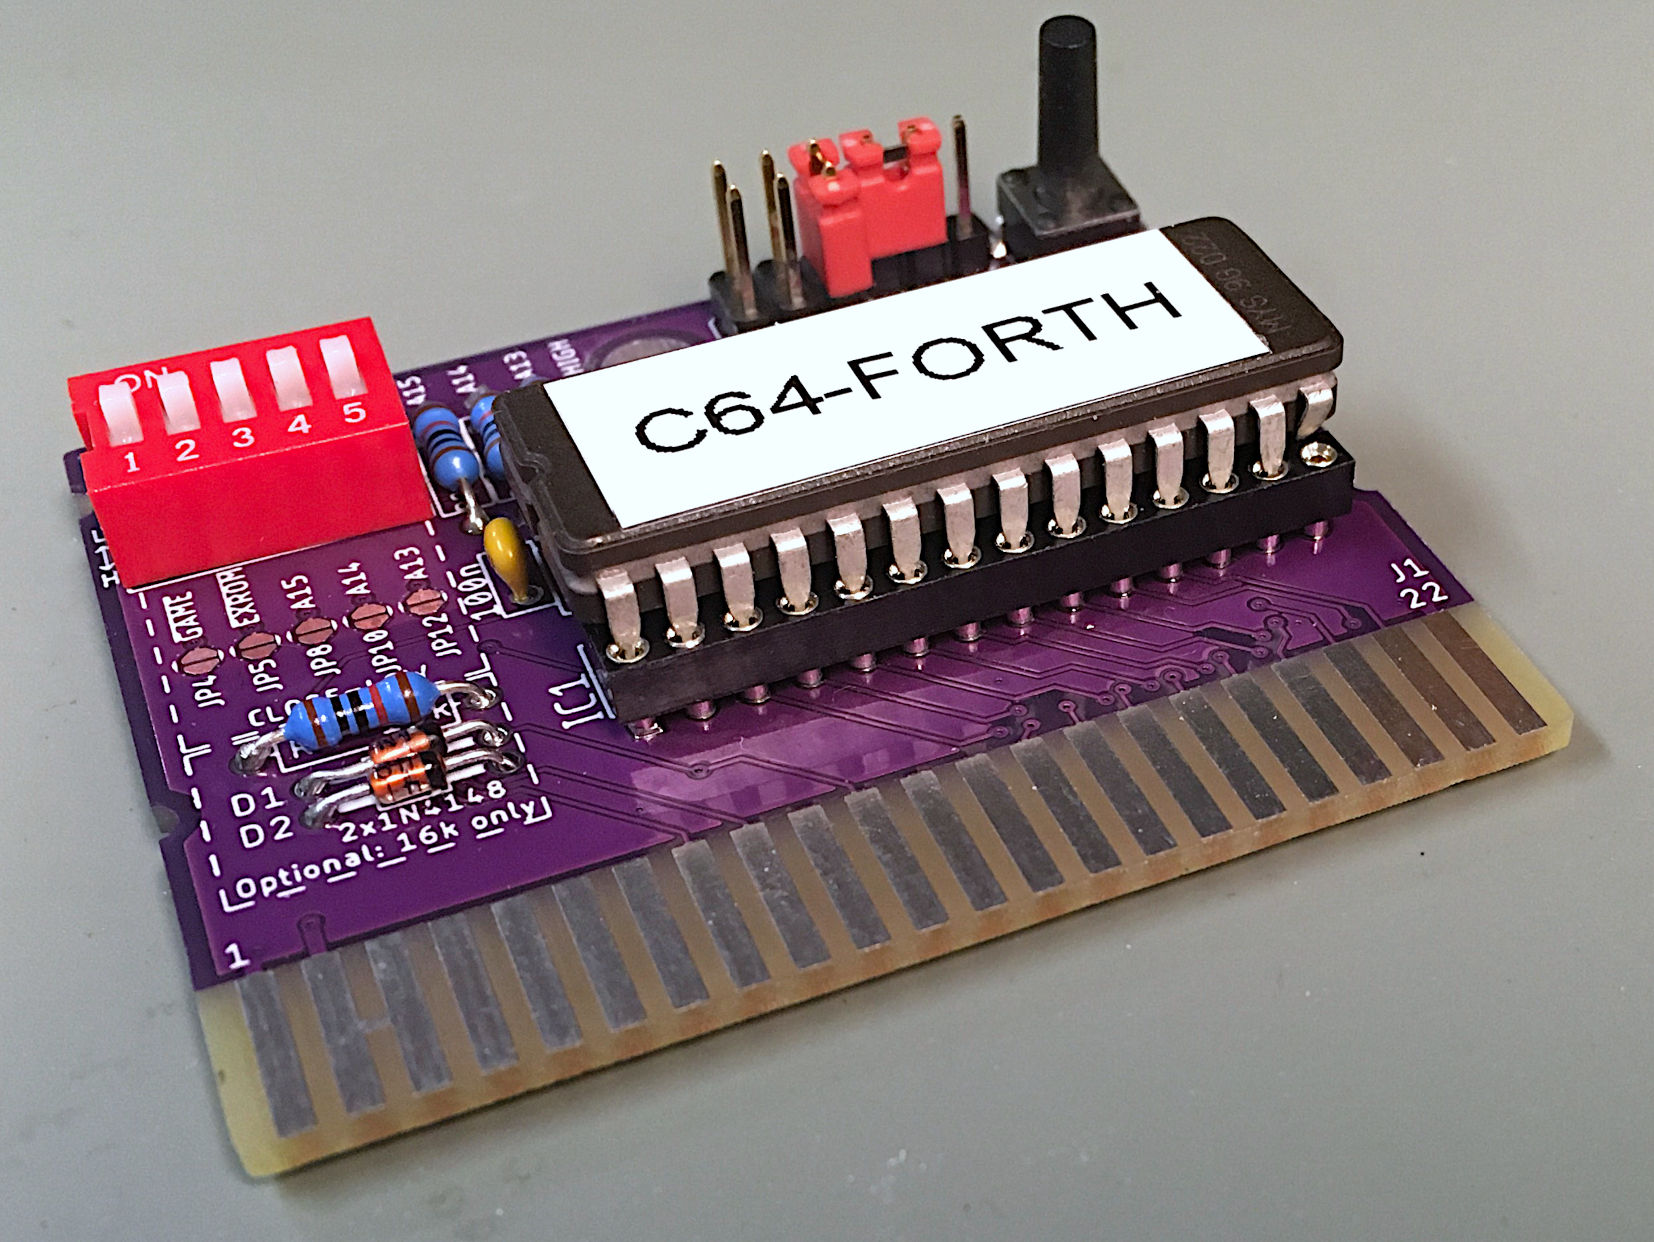 C64-FORTH
ON
1 2 3 4 5
A15
A14
A13
HIGH
GAME
EXROM
A15
A14
A13
JP4
JP5
JP8
JP10
JP12
100n
IC1
J1
22
D1
D2
2x1N4148
Optional: 16k only
1